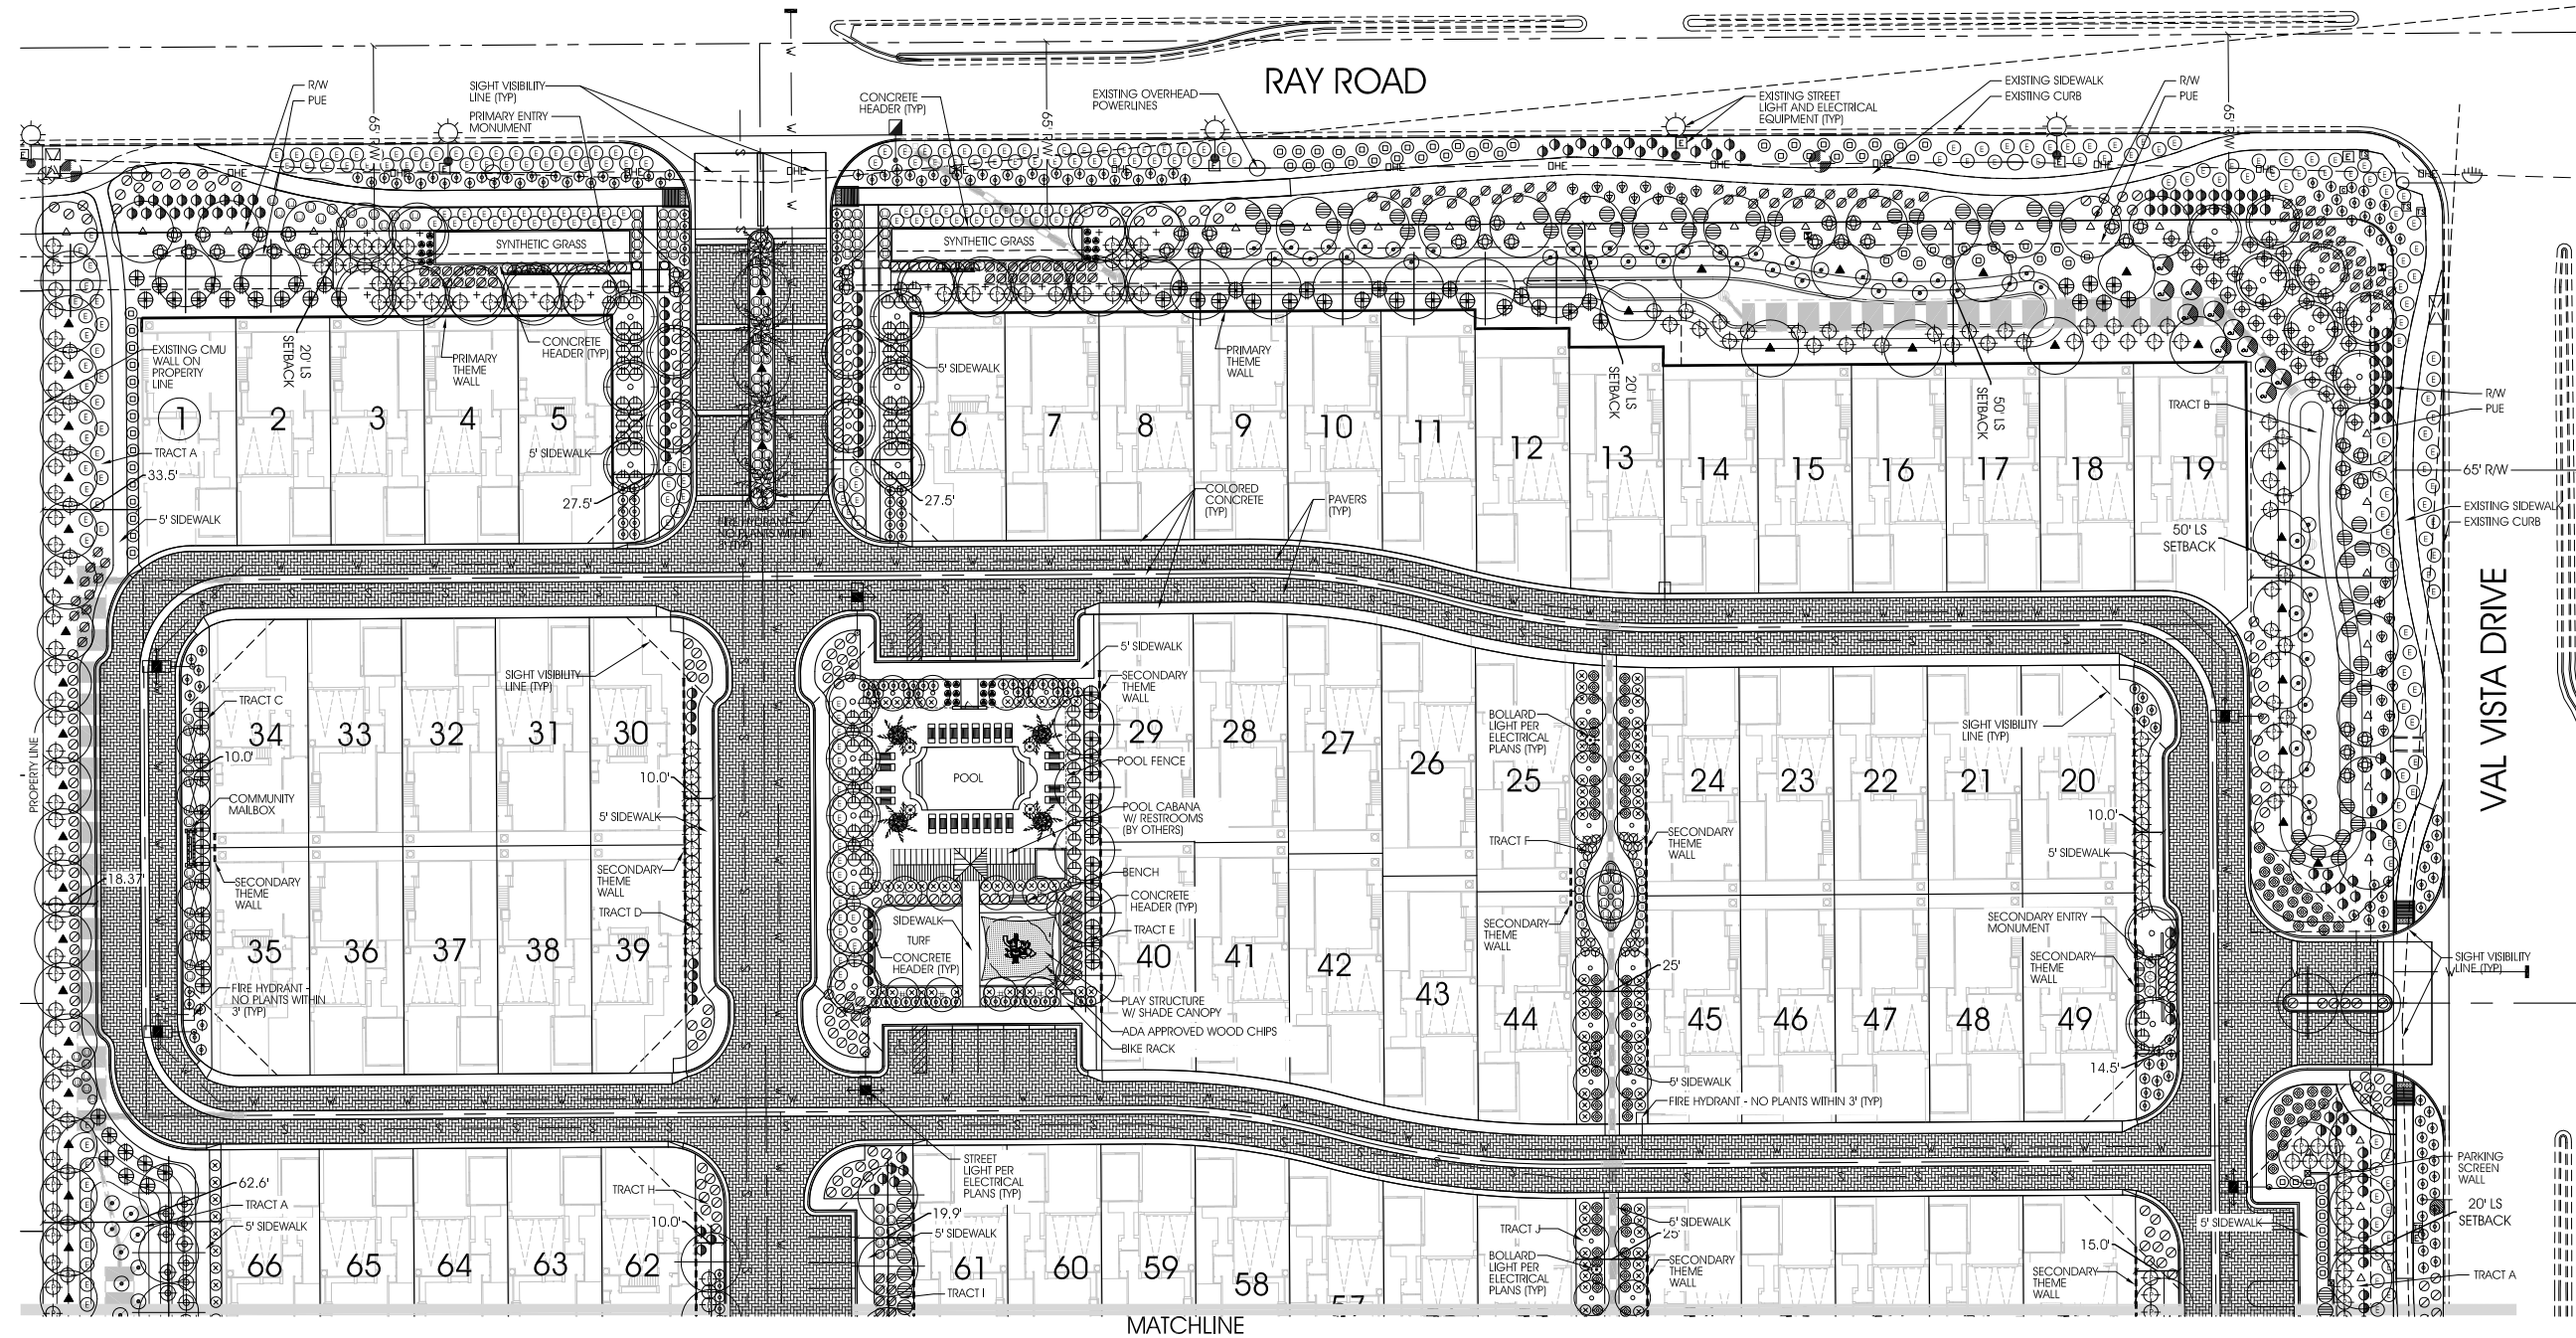 RAY ROAD
R/W
PUE
65' R/W
SIGHT VISIBILITY
LINE (TYP)
PRIMARY ENTRY
MONUMENT
CONCRETE
HEADER (TYP)
65' R/W
EXISTING OVERHEAD
POWERLINES
EXISTING STREET
LIGHT AND ELECTRICAL
EQUIPMENT (TYP)
EXISTING SIDEWALK
EXISTING CURB
R/W
PUE
65' R/W
SYNTHETIC GRASS
SYNTHETIC GRASS
EXISTING CMU
WALL ON
PROPERTY
LINE
20' LS
SETBACK
PRIMARY
THEME
WALL
CONCRETE
HEADER (TYP)
5' SIDEWALK
PRIMARY
THEME
WALL
20' LS
SETBACK
50' LS
SETBACK
TRACT B
R/W
PUE
1
2
3
4
5
6
7
8
9
10
11
12
13
14
15
16
17
18
19
TRACT A
33.5'
5' SIDEWALK
5' SIDEWALK
27.5'
27.5'
FIRE HYDRANT -
NO PLANTS WITHIN
3' (TYP)
COLORED
CONCRETE
(TYP)
PAVERS
(TYP)
65' R/W
EXISTING SIDEWALK
EXISTING CURB
50' LS
SETBACK
VAL VISTA DRIVE
PROPERTY LINE
SIGHT VISIBILITY
LINE (TYP)
TRACT C
10.0'
COMMUNITY
MAILBOX
34
33
32
31
30
10.0'
5' SIDEWALK
SECONDARY
THEME
WALL
SECONDARY
THEME
WALL
TRACT D
18.37'
35
36
37
38
39
FIRE HYDRANT -
NO PLANTS WITHIN
3' (TYP)
5' SIDEWALK
SECONDARY
THEME
WALL
POOL
POOL FENCE
POOL CABANA
W/ RESTROOMS
(BY OTHERS)
BENCH
CONCRETE
HEADER (TYP)
TRACT E
SIDEWALK
TURF
CONCRETE
HEADER (TYP)
PLAY STRUCTURE
W/ SHADE CANOPY
ADA APPROVED WOOD CHIPS
BIKE RACK
29
28
27
26
25
40
41
42
43
44
BOLLARD
LIGHT PER
ELECTRICAL
PLANS (TYP)
TRACT F
SECONDARY
THEME
WALL
SECONDARY
THEME
WALL
25'
5' SIDEWALK
FIRE HYDRANT - NO PLANTS WITHIN 3' (TYP)
24
23
22
21
20
SIGHT VISIBILITY
LINE (TYP)
10.0'
5' SIDEWALK
SECONDARY ENTRY
MONUMENT
SECONDARY
THEME
WALL
45
46
47
48
49
14.5'
SIGHT VISIBILITY
LINE (TYP)
62.6'
TRACT A
5' SIDEWALK
66
65
64
63
62
TRACT H
10.0'
STREET
LIGHT PER
ELECTRICAL
PLANS (TYP)
19.9'
5' SIDEWALK
TRACT I
61
60
59
58
57
TRACT J
BOLLARD
LIGHT PER
ELECTRICAL
PLANS (TYP)
5' SIDEWALK
25'
SECONDARY
THEME
WALL
15.0'
SECONDARY
THEME
WALL
5' SIDEWALK
PARKING
SCREEN
WALL
20' LS
SETBACK
TRACT A
MATCHLINE